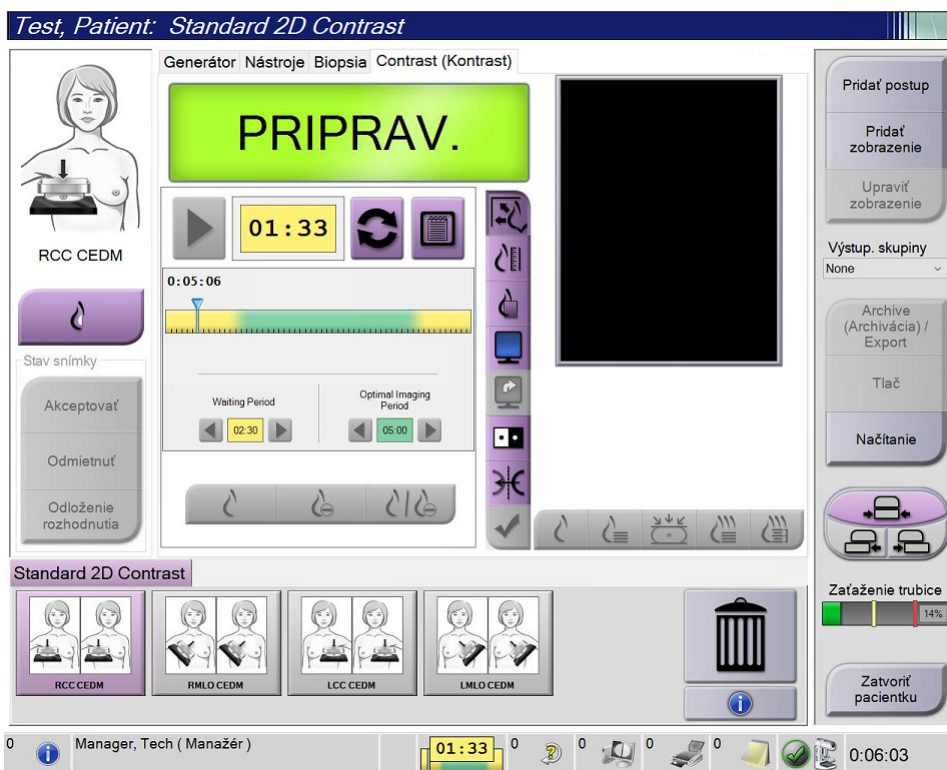 Test, Patient: Standard 2D Contrast
Generátor Nástroje Biopsia Contrast (Kontrast)
PRIPRAV.
01:33
0:05:06
Waiting Period
02:30
Optimal Imaging
Period
05:00
RCC CEDM
Stav snímky
Akceptovať
Odmietnuť
Odloženie
rozhodnutia
Pridať postup
Pridať
zobrazenie
Upraviť
zobrazenie
Výstup. skupiny
None
Archive
(Archivácia) /
Export
Tlač
Načítanie
Zaťaženie trubice
14%
Zatvoriť
pacientku
Standard 2D Contrast
RCC CEDM
RMLO CEDM
LCC CEDM
LMLO CEDM
0
Manager, Tech ( Manažér )
01:33
0
0
0
0
0:06:03